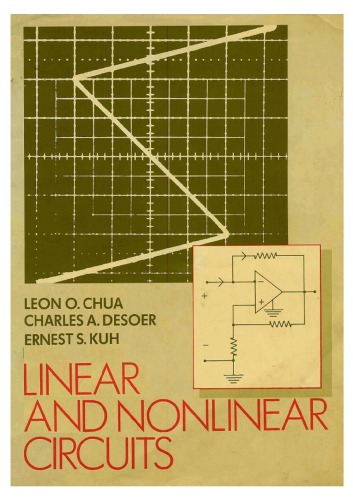 LEON O. CHUA
CHARLES A. DESOER
ERNEST S. KUH
+
−
−
+
LINEAR
AND NONLINEAR
CIRCUITS